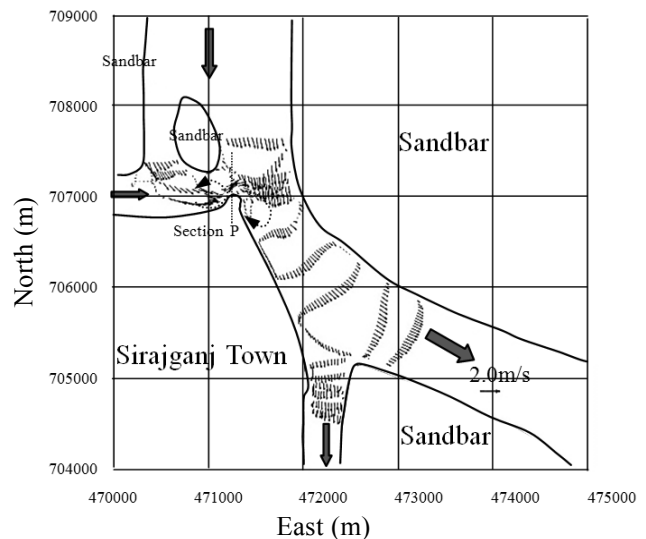 709000
Sandbar
708000
Sandbar
Sandbar
707000
Section P
North (m)
706000
Sirajganj Town
705000
2.0m/s
Sandbar
704000
470000 471000 472000 473000 474000 475000
East (m)